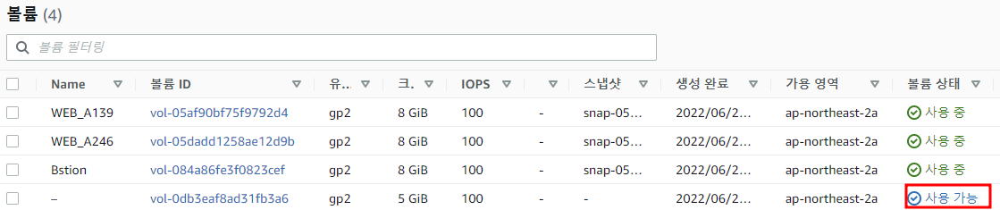 볼륨 (4)
볼륨 필터링
Name 볼륨 ID 유... 크. IOPS 스냅샷 생성 완료 가용 영역 볼륨 상태
WEB_A139 vol-05af90bf75f9792d4 gp2 8 GiB 100 - snap-05... 2022/06/2... ap-northeast-2a 사용 중
WEB_A246 vol-05dadd1258ae12d9b gp2 8 GiB 100 - snap-05... 2022/06/2... ap-northeast-2a 사용 중
Bstion vol-084a86fe3f0823cef gp2 8 GiB 100 - snap-05... 2022/06/2... ap-northeast-2a 사용 중
– vol-0db3eaf8ad31fb3a6 gp2 5 GiB 100 - - 2022/06/2... ap-northeast-2a 사용 가능